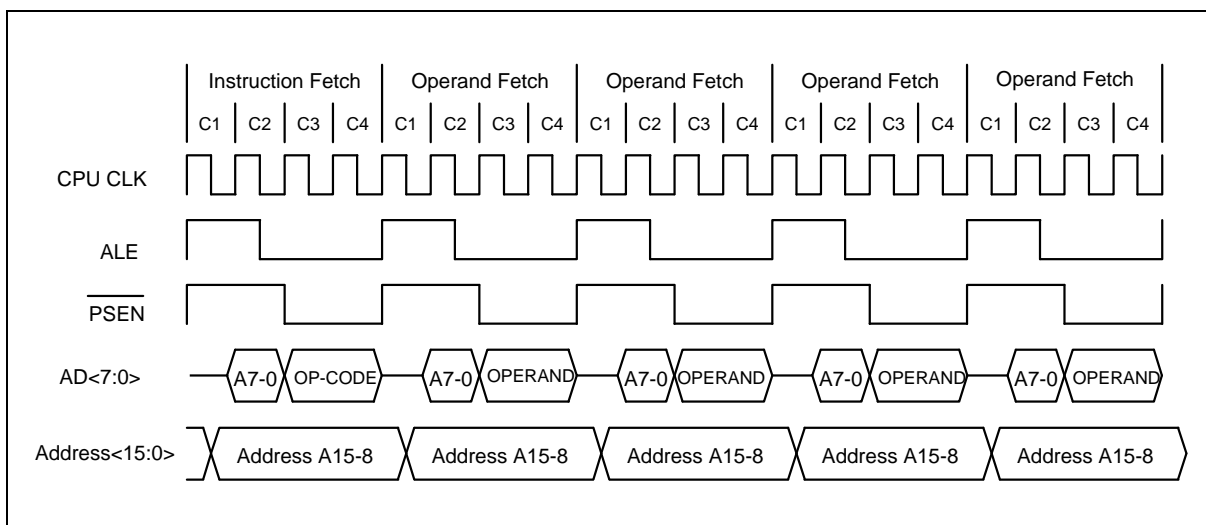 Instruction Fetch Operand Fetch Operand Fetch Operand Fetch Operand Fetch
C1 C2 C3 C4 C1 C2 C3 C4 C1 C2 C3 C4 C1 C2 C3 C4 C1 C2 C3 C4
CPU CLK
ALE
PSEN
AD<7:0> A7-0 OP-CODE A7-0 OPERAND A7-0 OPERAND A7-0 OPERAND A7-0 OPERAND
Address<15:0> Address A15-8 Address A15-8 Address A15-8 Address A15-8 Address A15-8